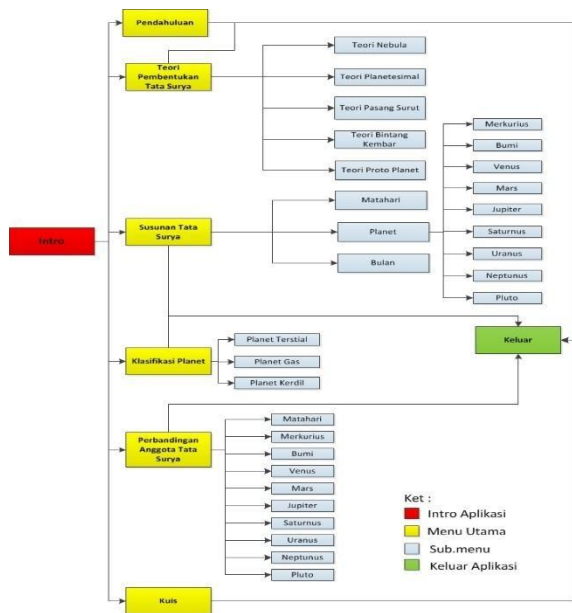 Pendahuluan
Teori
Pembentukan
Tata Surya
Teori Nebula
Teori Planetesimal
Teori Pasang Surut
Teori Bintang
Kembar
Teori Proto Planet
Intro
Susunan Tata
Surya
Matahari
Planet
Bulan
Merkurius
Bumi
Venus
Mars
Jupiter
Saturnus
Uranus
Neptunus
Pluto
Keluar
Klasifikasi Planet
Planet Terstial
Planet Gas
Planet Kerdil
Perbandingan
Anggota Tata
Surya
Matahari
Merkurius
Bumi
Venus
Mars
Jupiter
Saturnus
Uranus
Neptunus
Pluto
Kuis
Ket :
Intro Aplikasi
Menu Utama
Sub.menu
Keluar Aplikasi